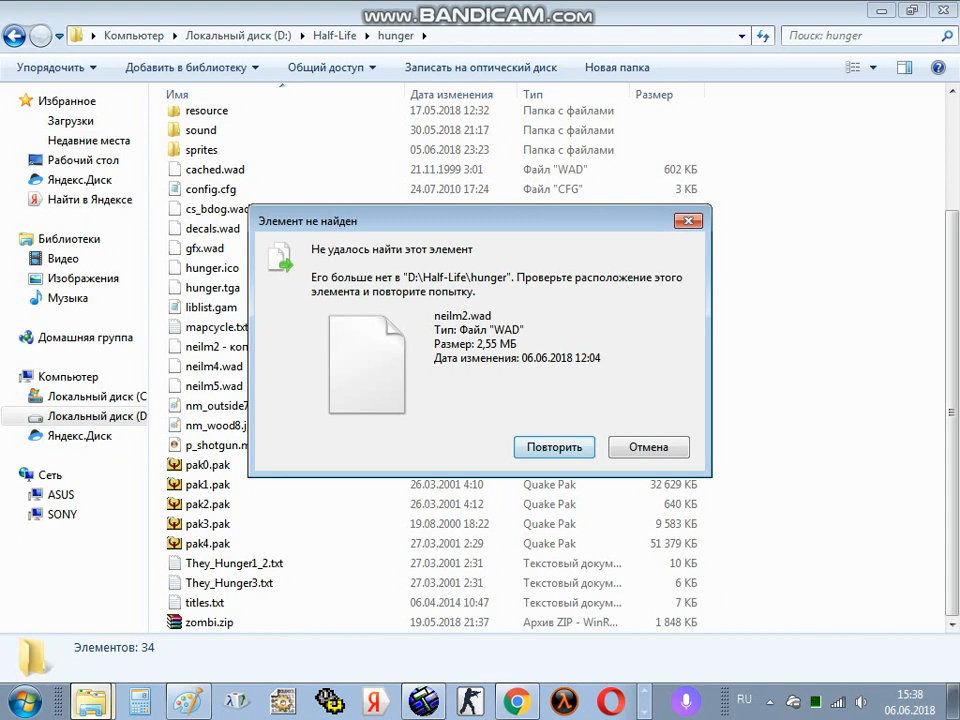 www.BANDICAM.com
Компьютер Локальный диск (D:) Half-Life hunger Поиск: hunger
Упорядочить Добавить в библиотеку Общий доступ Записать на оптический диск Новая папка
Избранное
Загрузки
Недавние места
Рабочий стол
Яндекс.Диск
Найти в Яндексе
Библиотеки
Видео
Изображения
Музыка
Домашняя группа
Компьютер
Локальный диск (C
Локальный диск (D
Яндекс.Диск
Сеть
ASUS
SONY
Имя Дата изменения Тип Размер
resource 17.05.2018 12:32 Папка с файлами
sound 30.05.2018 21:17 Папка с файлами
sprites 05.06.2018 23:23 Папка с файлами
cached.wad 21.11.1999 3:01 Файл "WAD" 602 КБ
config.cfg 24.07.2010 17:24 Файл "CFG" 3 КБ
cs_bdog.wad
decals.wad
gfx.wad
hunger.ico
hunger.tga
liblist.gam
mapcycle.txt
neilm2 - коп
neilm4.wad
neilm5.wad
nm_outside7
nm_wood8.j
p_shotgun.m
pak0.pak
pak1.pak 26.03.2001 4:10 Quake Pak 32 629 КБ
pak2.pak 26.03.2001 4:12 Quake Pak 640 КБ
pak3.pak 19.08.2000 18:22 Quake Pak 9 583 КБ
pak4.pak 27.03.2001 2:29 Quake Pak 51 379 КБ
They_Hunger1_2.txt 27.03.2001 2:31 Текстовый докум... 10 КБ
They_Hunger3.txt 27.03.2001 2:31 Текстовый докум... 6 КБ
titles.txt 06.04.2014 10:47 Текстовый докум... 7 КБ
zombi.zip 19.05.2018 21:37 Архив ZIP - WinR... 1 848 КБ
Элемент не найден
Не удалось найти этот элемент
Его больше нет в "D:\Half-Life\hunger". Проверьте расположение этого
элемента и повторите попытку.
neilm2.wad
Тип: Файл "WAD"
Размер: 2,55 МБ
Дата изменения: 06.06.2018 12:04
Повторить Отмена
Элементов: 34
RU 15:38
06.06.2018